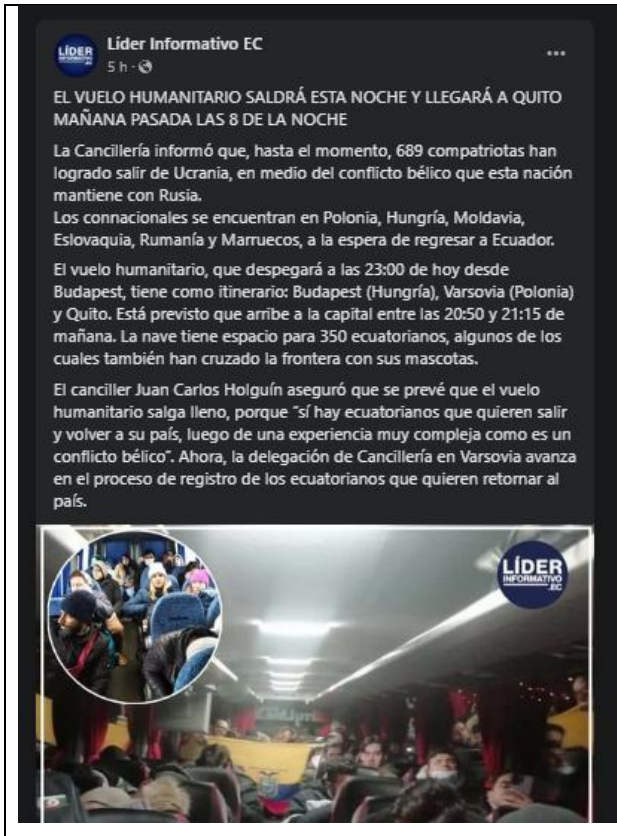 LÍDER
INFORMATIVO
Líder Informativo EC
5 h ·
EL VUELO HUMANITARIO SALDRÁ ESTA NOCHE Y LLEGARÁ A QUITO
MAÑANA PASADA LAS 8 DE LA NOCHE
La Cancillería informó que, hasta el momento, 689 compatriotas han
logrado salir de Ucrania, en medio del conflicto bélico que esta nación
mantiene con Rusia.
Los connacionales se encuentran en Polonia, Hungría, Moldavia,
Eslovaquia, Rumanía y Marruecos, a la espera de regresar a Ecuador.
El vuelo humanitario, que despegará a las 23:00 de hoy desde
Budapest, tiene como itinerario: Budapest (Hungría), Varsovia (Polonia)
y Quito. Está previsto que arribe a la capital entre las 20:50 y 21:15 de
mañana. La nave tiene espacio para 350 ecuatorianos, algunos de los
cuales también han cruzado la frontera con sus mascotas.
El canciller Juan Carlos Holguín aseguró que se prevé que el vuelo
humanitario salga lleno, porque "sí hay ecuatorianos que quieren salir
y volver a su país, luego de una experiencia muy compleja como es un
conflicto bélico". Ahora, la delegación de Cancillería en Varsovia avanza
en el proceso de registro de los ecuatorianos que quieren retornar al
país.
LÍDER
INFORMATIVO
.EC